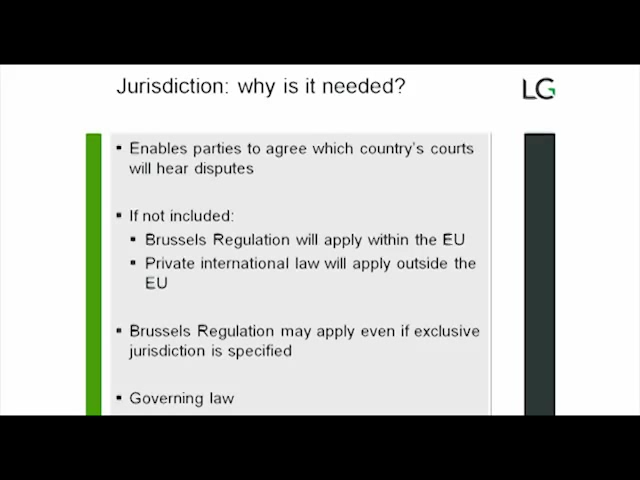 Jurisdiction: why is it needed?
LG
▪ Enables parties to agree which country's courts
will hear disputes
▪ If not included:
▪ Brussels Regulation will apply within the EU
▪ Private international law will apply outside the
EU
▪ Brussels Regulation may apply even if exclusive
jurisdiction is specified
▪ Governing law